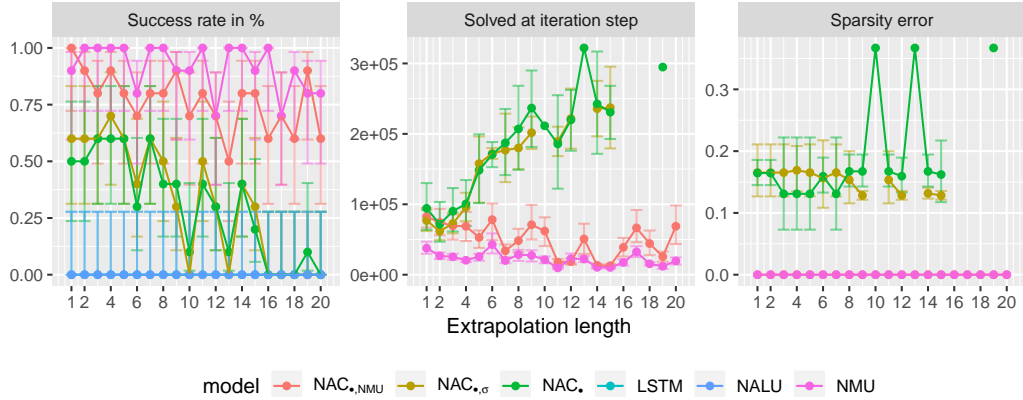 Success rate in %
Solved at iteration step
Sparsity error
1.00
0.75
0.50
0.25
0.00
3e+05
2e+05
1e+05
0e+00
0.3
0.2
0.1
0.0
1 2 4 6 8 10 12 14 16 18 20
1 2 4 6 8 10 12 14 16 18 20
1 2 4 6 8 10 12 14 16 18 20
Extrapolation length
model NAC•,NMU NAC•,σ NAC• LSTM NALU NMU